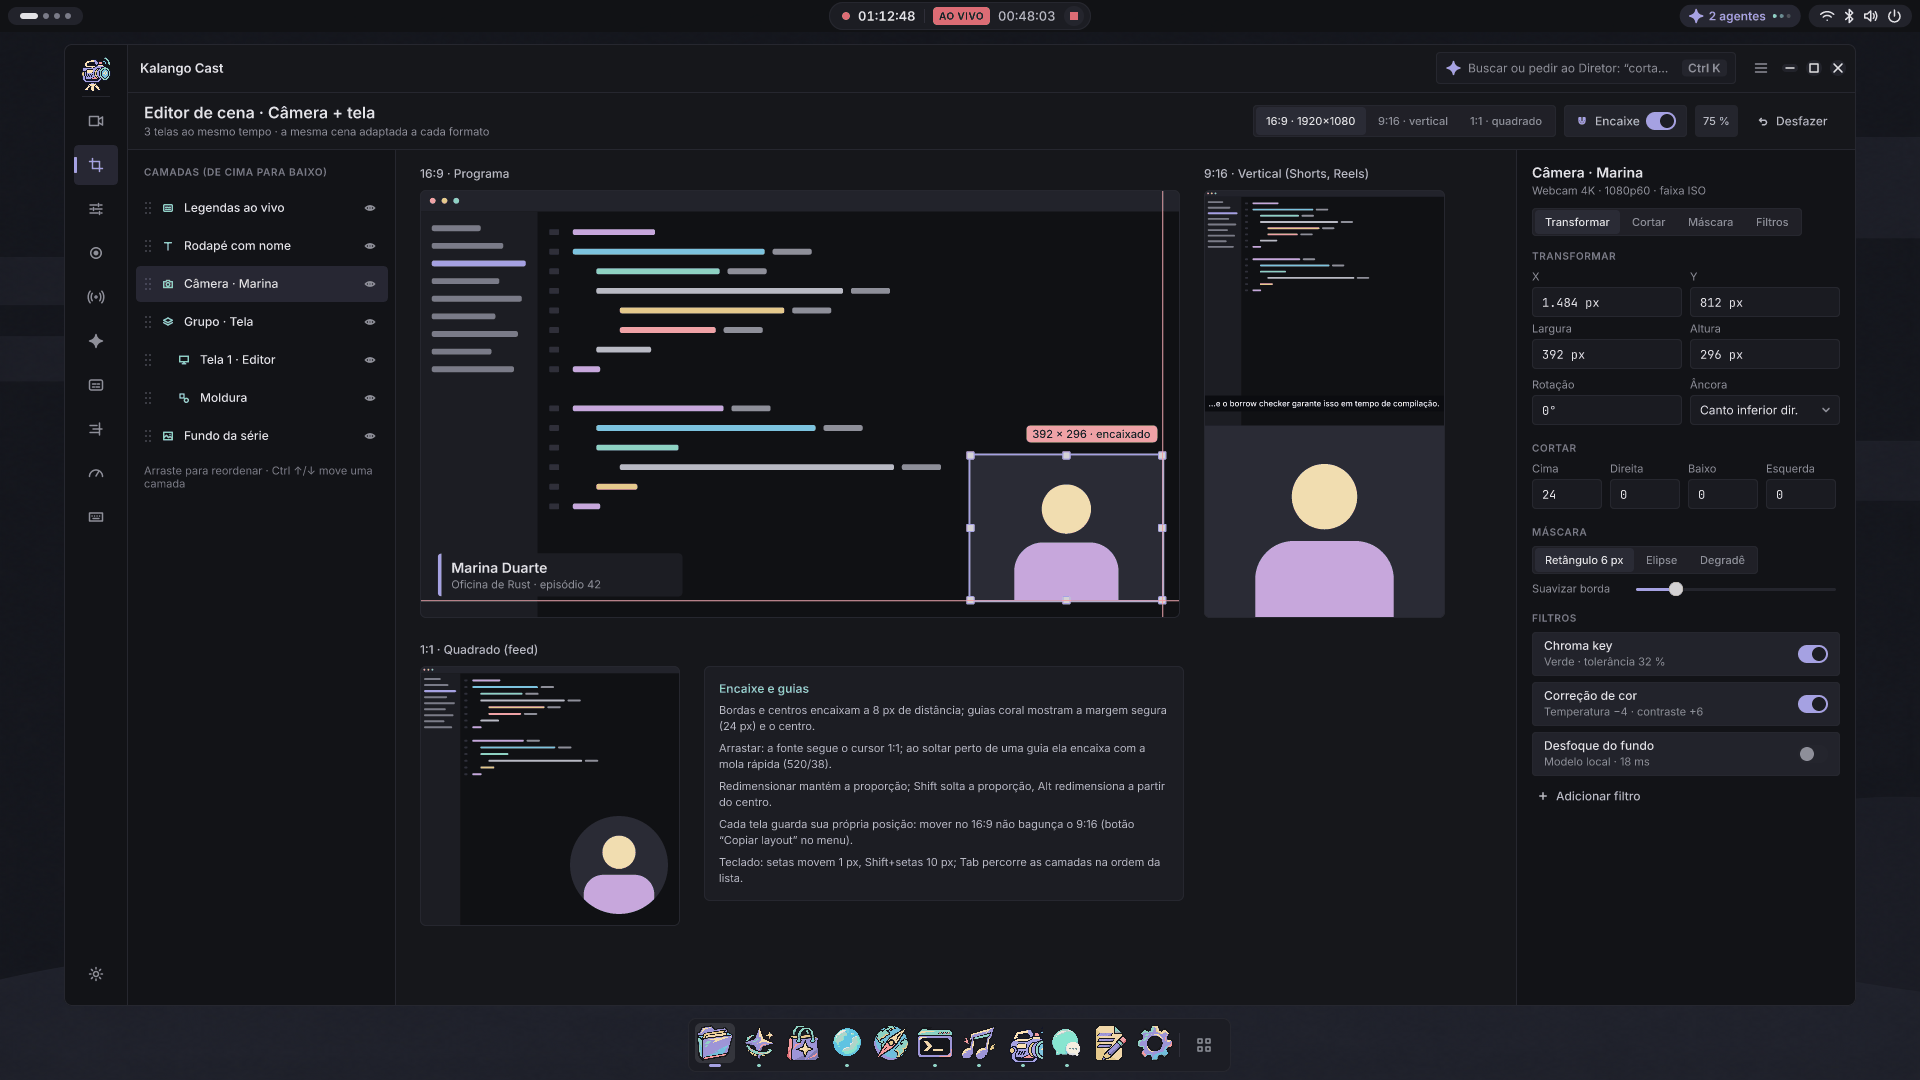 01:12:48
AO VIVO
00:48:03
2 agentes
Kalango Cast
Buscar ou pedir ao Diretor: “corta...
Ctrl K
Editor de cena · Câmera + tela
3 telas ao mesmo tempo · a mesma cena adaptada a cada formato
16:9 · 1920×1080
9:16 · vertical
1:1 · quadrado
Encaixe
75 %
Desfazer
CAMADAS (DE CIMA PARA BAIXO)
Legendas ao vivo
Rodapé com nome
Câmera · Marina
Grupo · Tela
Tela 1 · Editor
Moldura
Fundo da série
Arraste para reordenar · Ctrl ↑/↓ move uma
camada
16:9 · Programa
392 × 296 · encaixado
Marina Duarte
Oficina de Rust · episódio 42
9:16 · Vertical (Shorts, Reels)
...e o borrow checker garante isso em tempo de compilação.
1:1 · Quadrado (feed)
Encaixe e guias
Bordas e centros encaixam a 8 px de distância; guias coral mostram a margem segura
(24 px) e o centro.
Arrastar: a fonte segue o cursor 1:1; ao soltar perto de uma guia ela encaixa com a
mola rápida (520/38).
Redimensionar mantém a proporção; Shift solta a proporção, Alt redimensiona a partir
do centro.
Cada tela guarda sua própria posição: mover no 16:9 não bagunça o 9:16 (botão
“Copiar layout” no menu).
Teclado: setas movem 1 px, Shift+setas 10 px; Tab percorre as camadas na ordem da
lista.
Câmera · Marina
Webcam 4K · 1080p60 · faixa ISO
Transformar
Cortar
Máscara
Filtros
TRANSFORMAR
X
Y
1.484 px
812 px
Largura
Altura
392 px
296 px
Rotação
Âncora
0°
Canto inferior dir.
CORTAR
Cima
Direita
Baixo
Esquerda
24
0
0
0
MÁSCARA
Retângulo 6 px
Elipse
Degradê
Suavizar borda
FILTROS
Chroma key
Verde · tolerância 32 %
Correção de cor
Temperatura −4 · contraste +6
Desfoque do fundo
Modelo local · 18 ms
+ Adicionar filtro